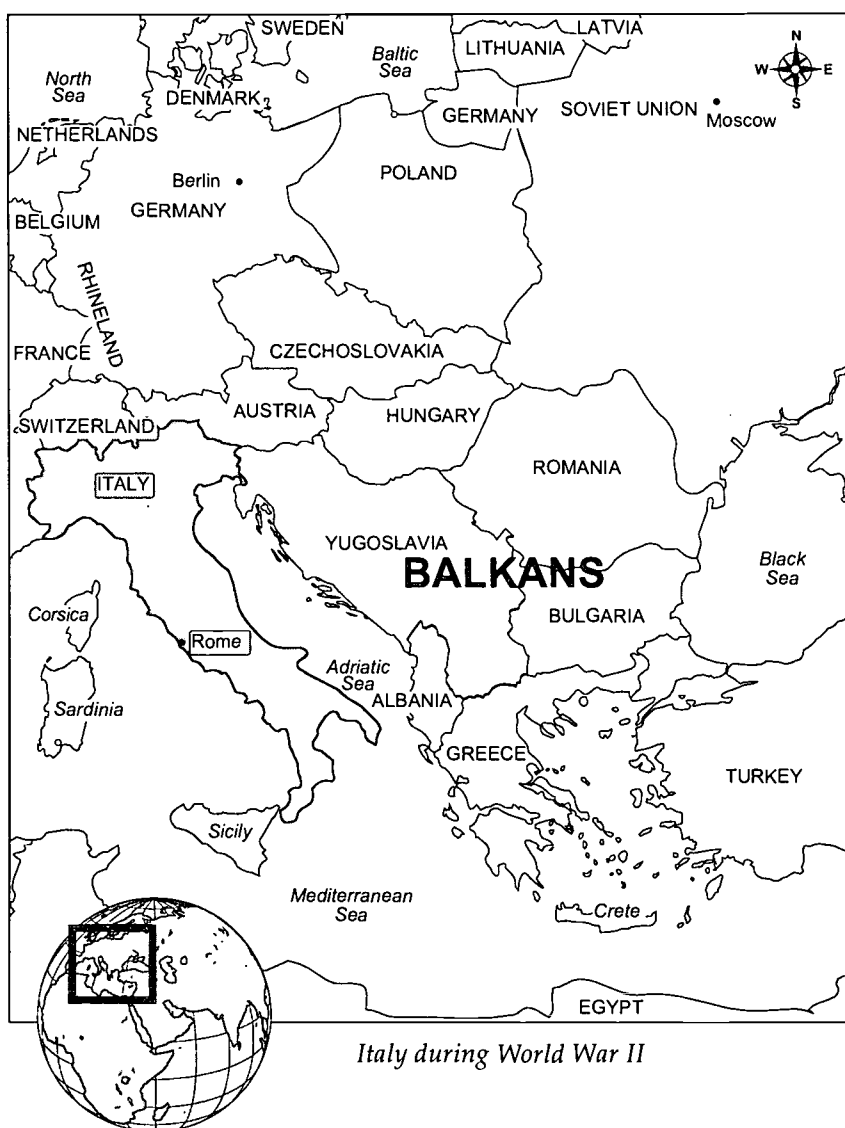 SWEDEN
LATVIA
LITHUANIA
Baltic
Sea
North
Sea
DENMARK
GERMANY
SOVIET UNION
Moscow
N
W
E
S
NETHERLANDS
POLAND
Berlin
GERMANY
BELGIUM
RHINELAND
FRANCE
CZECHOSLOVAKIA
SWITZERLAND
AUSTRIA
HUNGARY
ITALY
ROMANIA
YUGOSLAVIA
BALKANS
Black
Sea
BULGARIA
Corsica
Rome
Adriatic
Sea
ALBANIA
Sardinia
GREECE
TURKEY
Sicily
Mediterranean
Sea
Crete
EGYPT
Italy during World War II